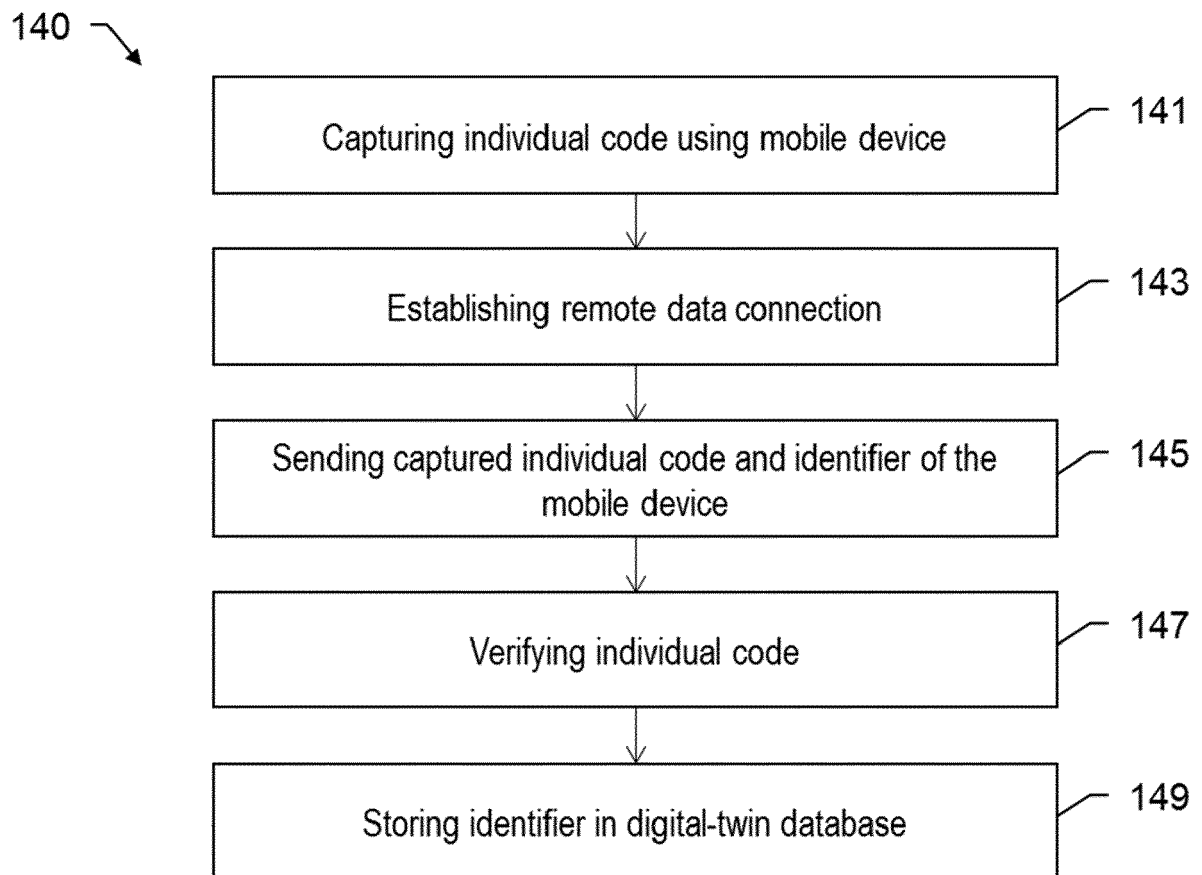 140
Capturing individual code using mobile device
141
Establishing remote data connection
143
Sending captured individual code and identifier of the
mobile device
145
Verifying individual code
147
Storing identifier in digital-twin database
149